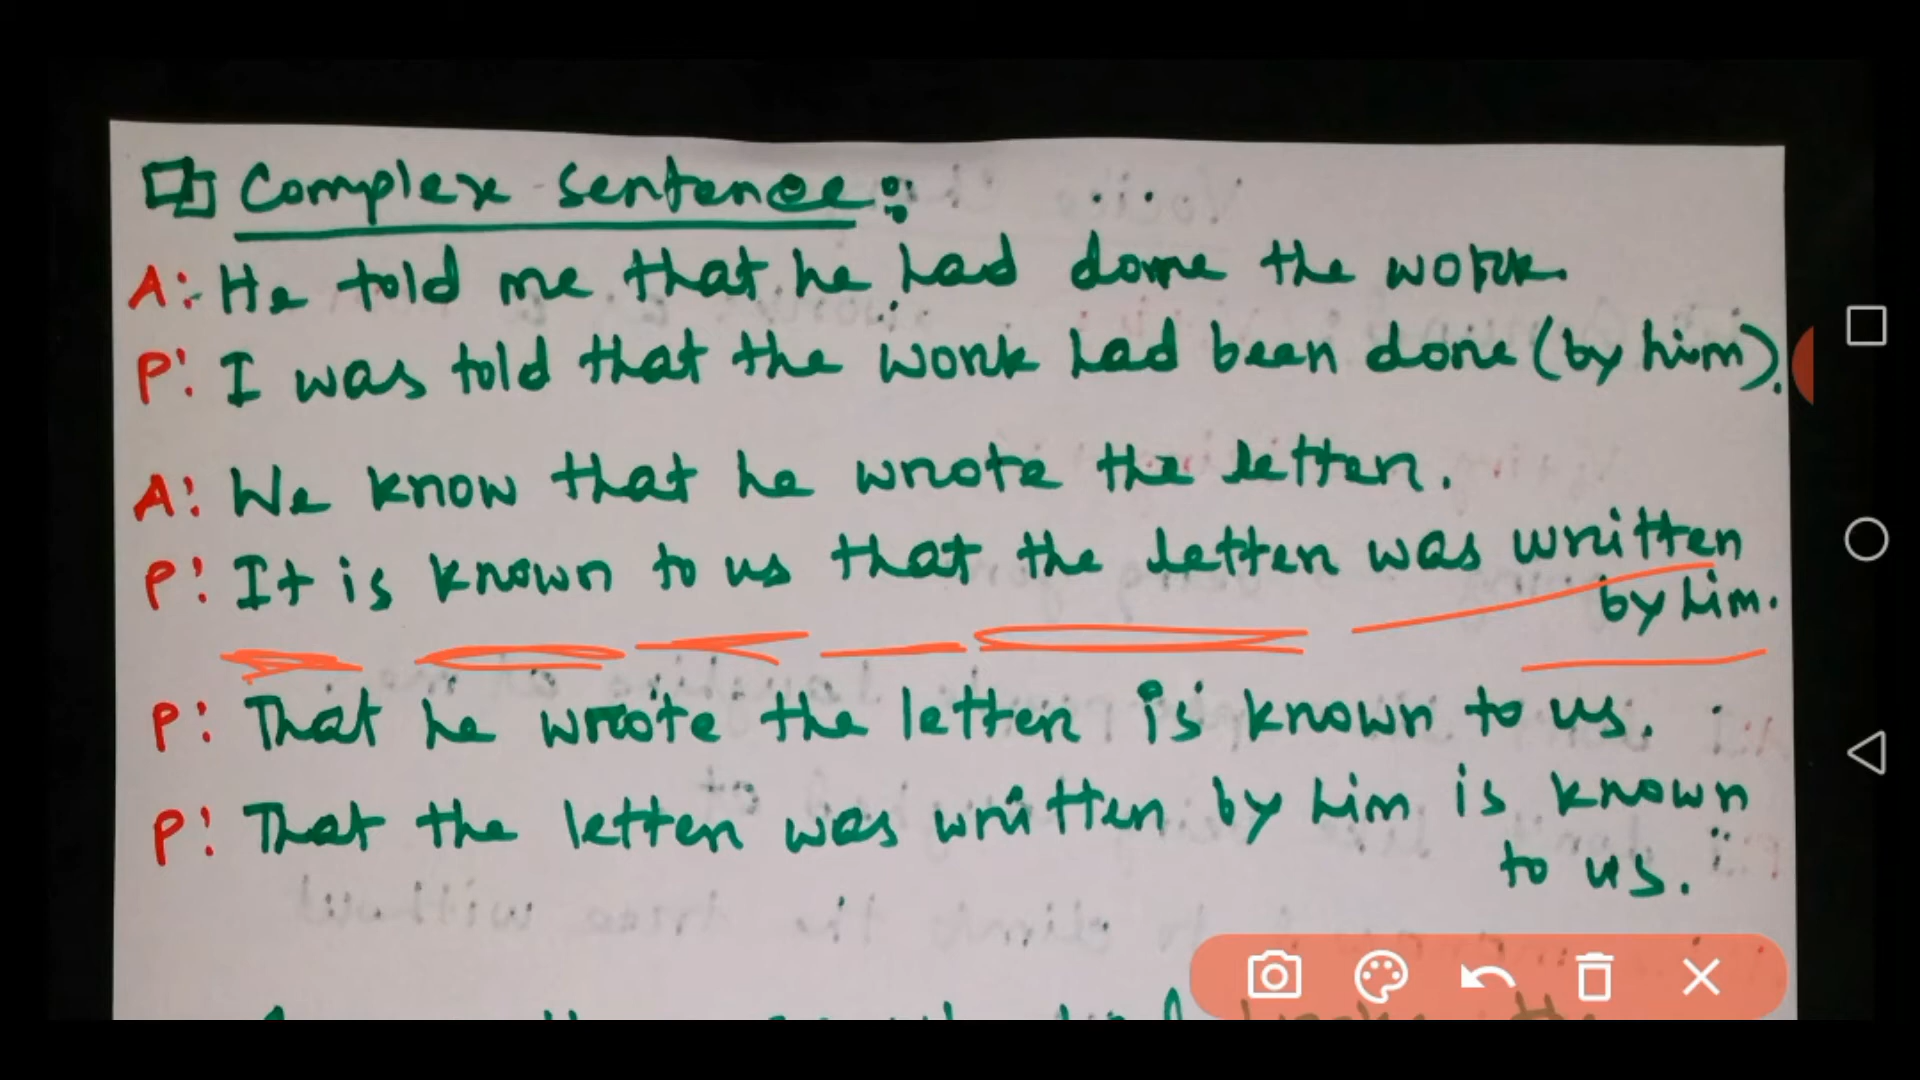 Complex sentence:
A: He told me that he had done the work.
P: I was told that the work had been done (by him).
A: We know that he wrote the letter.
P: It is known to us that the letter was written
by him.
P: That he wrote the letter is known to us.
P: That the letter was written by him is known
to us.